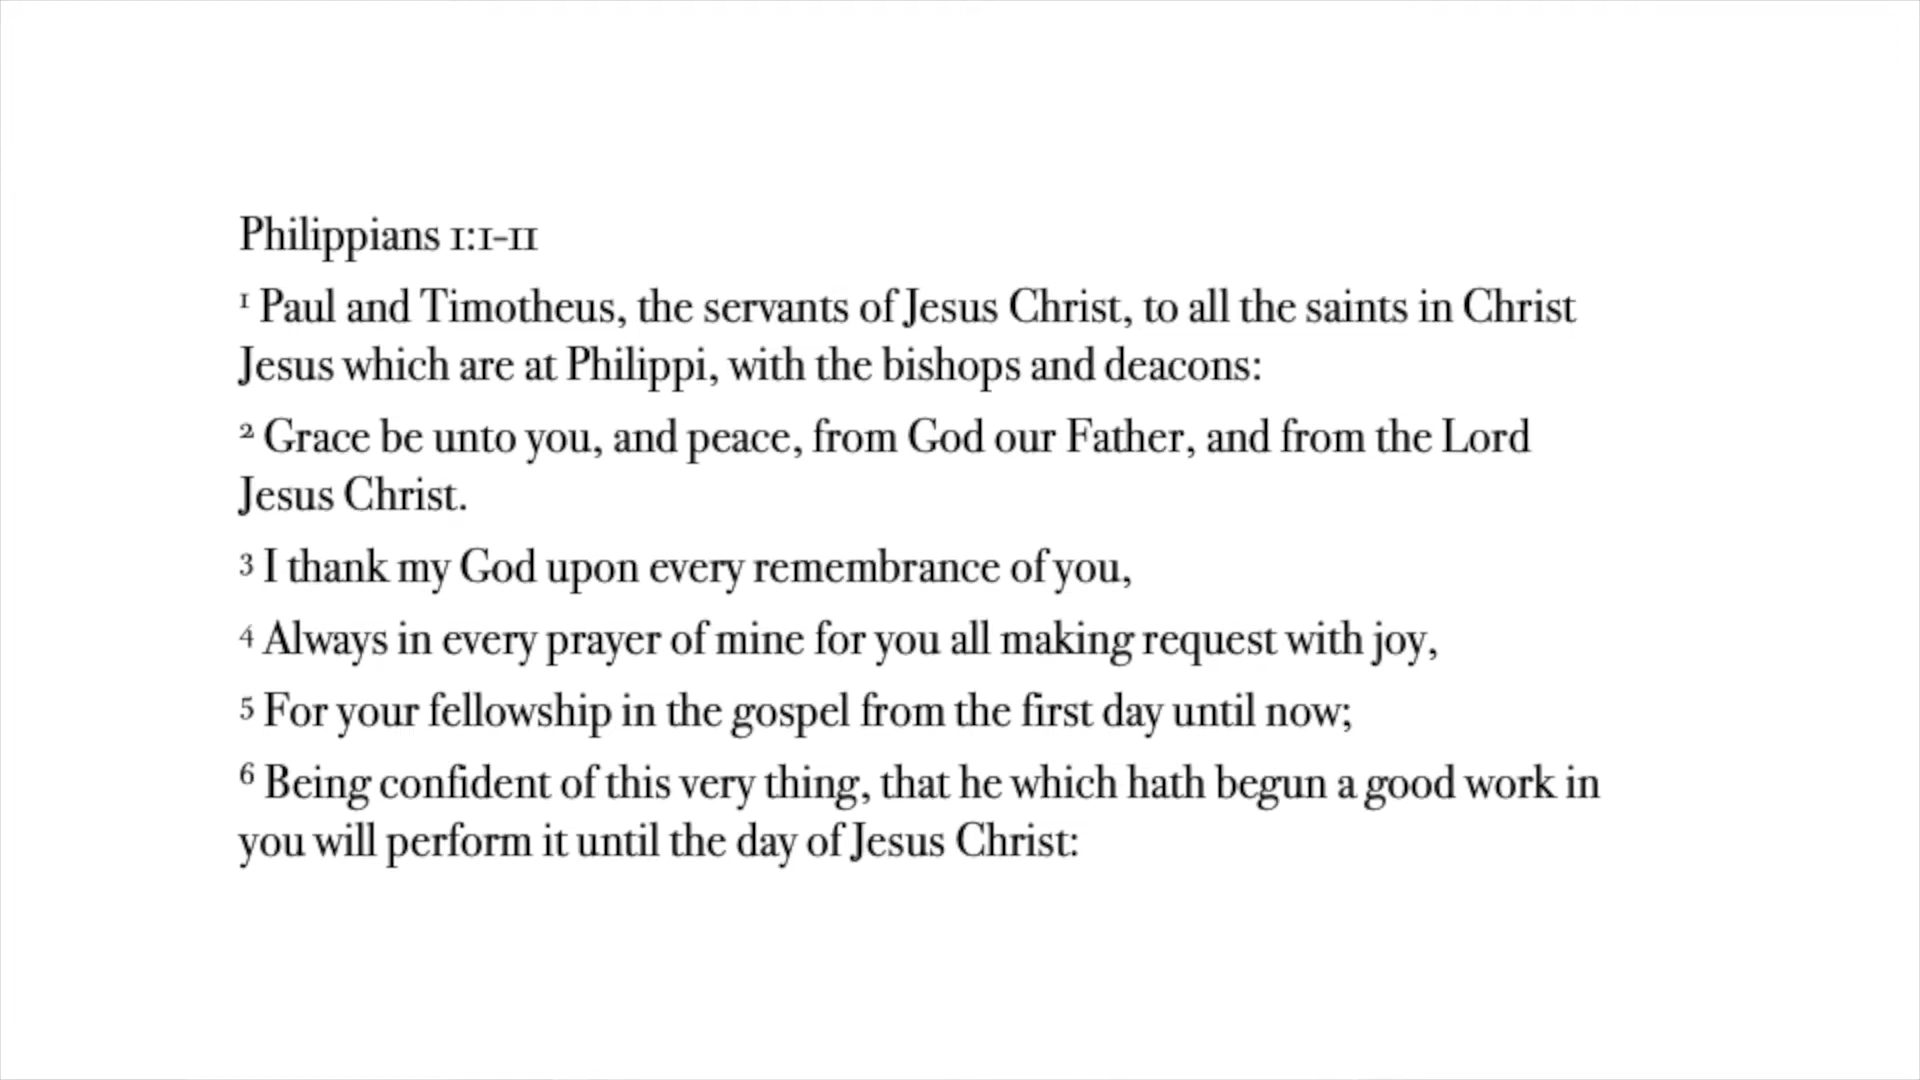 Philippians 1:1-11
1 Paul and Timotheus, the servants of Jesus Christ, to all the saints in Christ
Jesus which are at Philippi, with the bishops and deacons:
2 Grace be unto you, and peace, from God our Father, and from the Lord
Jesus Christ.
3 I thank my God upon every remembrance of you,
4 Always in every prayer of mine for you all making request with joy,
5 For your fellowship in the gospel from the first day until now;
6 Being confident of this very thing, that he which hath begun a good work in
you will perform it until the day of Jesus Christ: